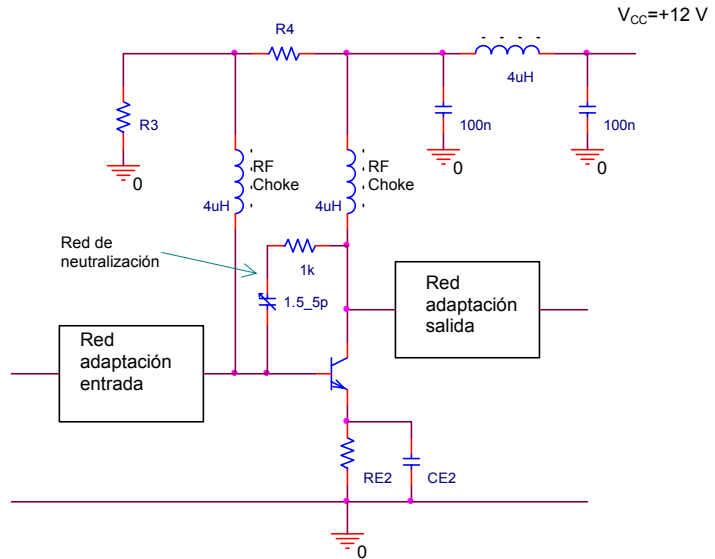 V_CC=+12 V
R4
4uH
R3
100n
100n
0
0
0
RF
Choke
4uH
RF
Choke
4uH
Red de
neutralización
1k
1.5_5p
Red
adaptación
salida
Red
adaptación
entrada
RE2
CE2
0